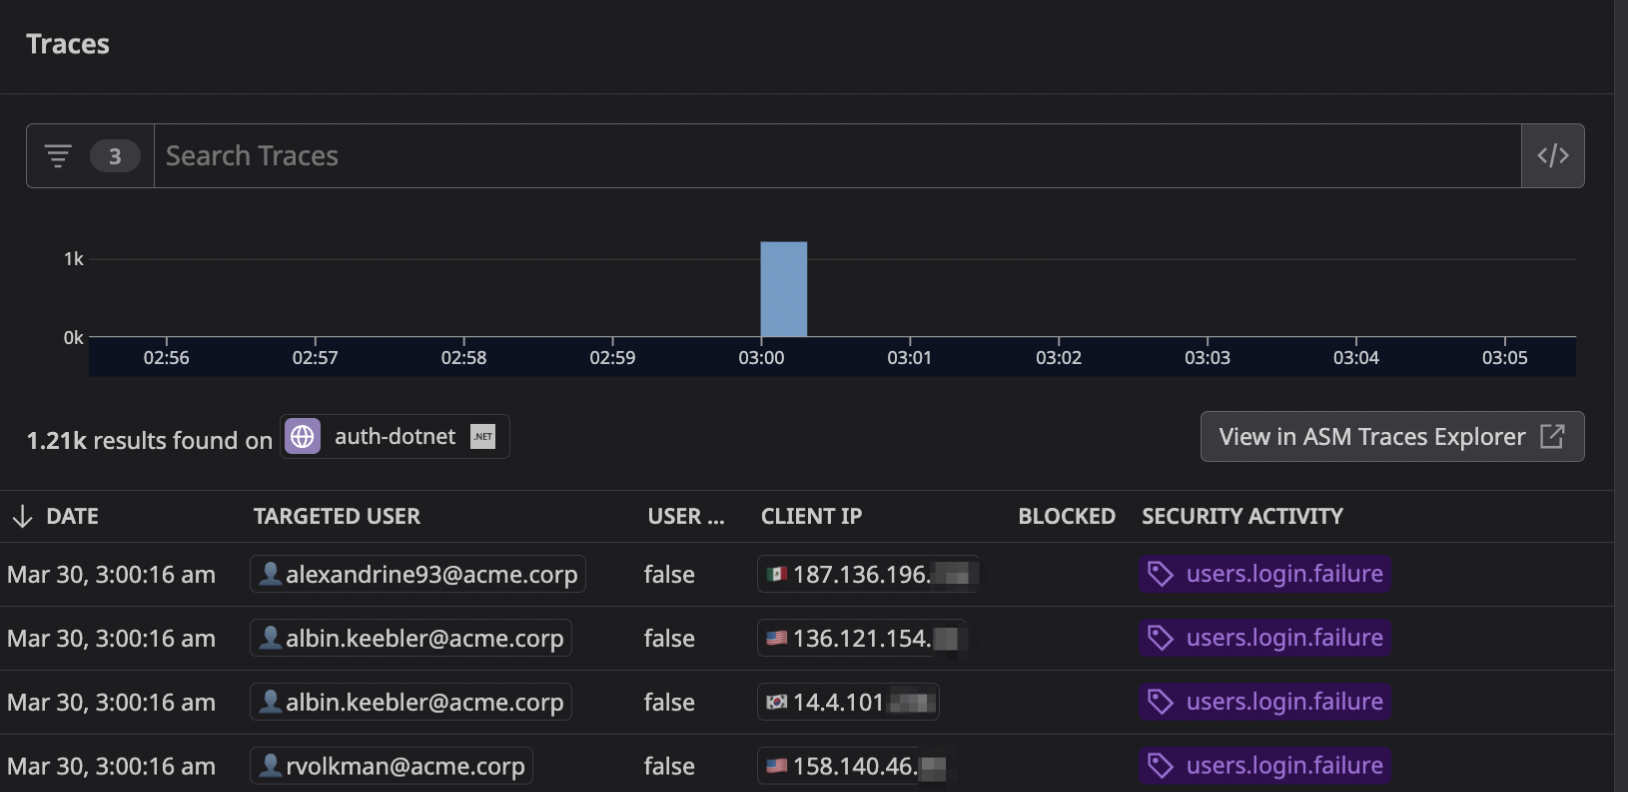 Traces
3 Search Traces </>
1k
0k
02:56 02:57 02:58 02:59 03:00 03:01 03:02 03:03 03:04 03:05
1.21k results found on auth-dotnet .NET View in ASM Traces Explorer
DATE TARGETED USER USER ... CLIENT IP BLOCKED SECURITY ACTIVITY
Mar 30, 3:00:16 am alexandrine93@acme.corp false 187.136.196. users.login.failure
Mar 30, 3:00:16 am albin.keebler@acme.corp false 136.121.154. users.login.failure
Mar 30, 3:00:16 am albin.keebler@acme.corp false 14.4.101 users.login.failure
Mar 30, 3:00:16 am rvolkman@acme.corp false 158.140.46. users.login.failure